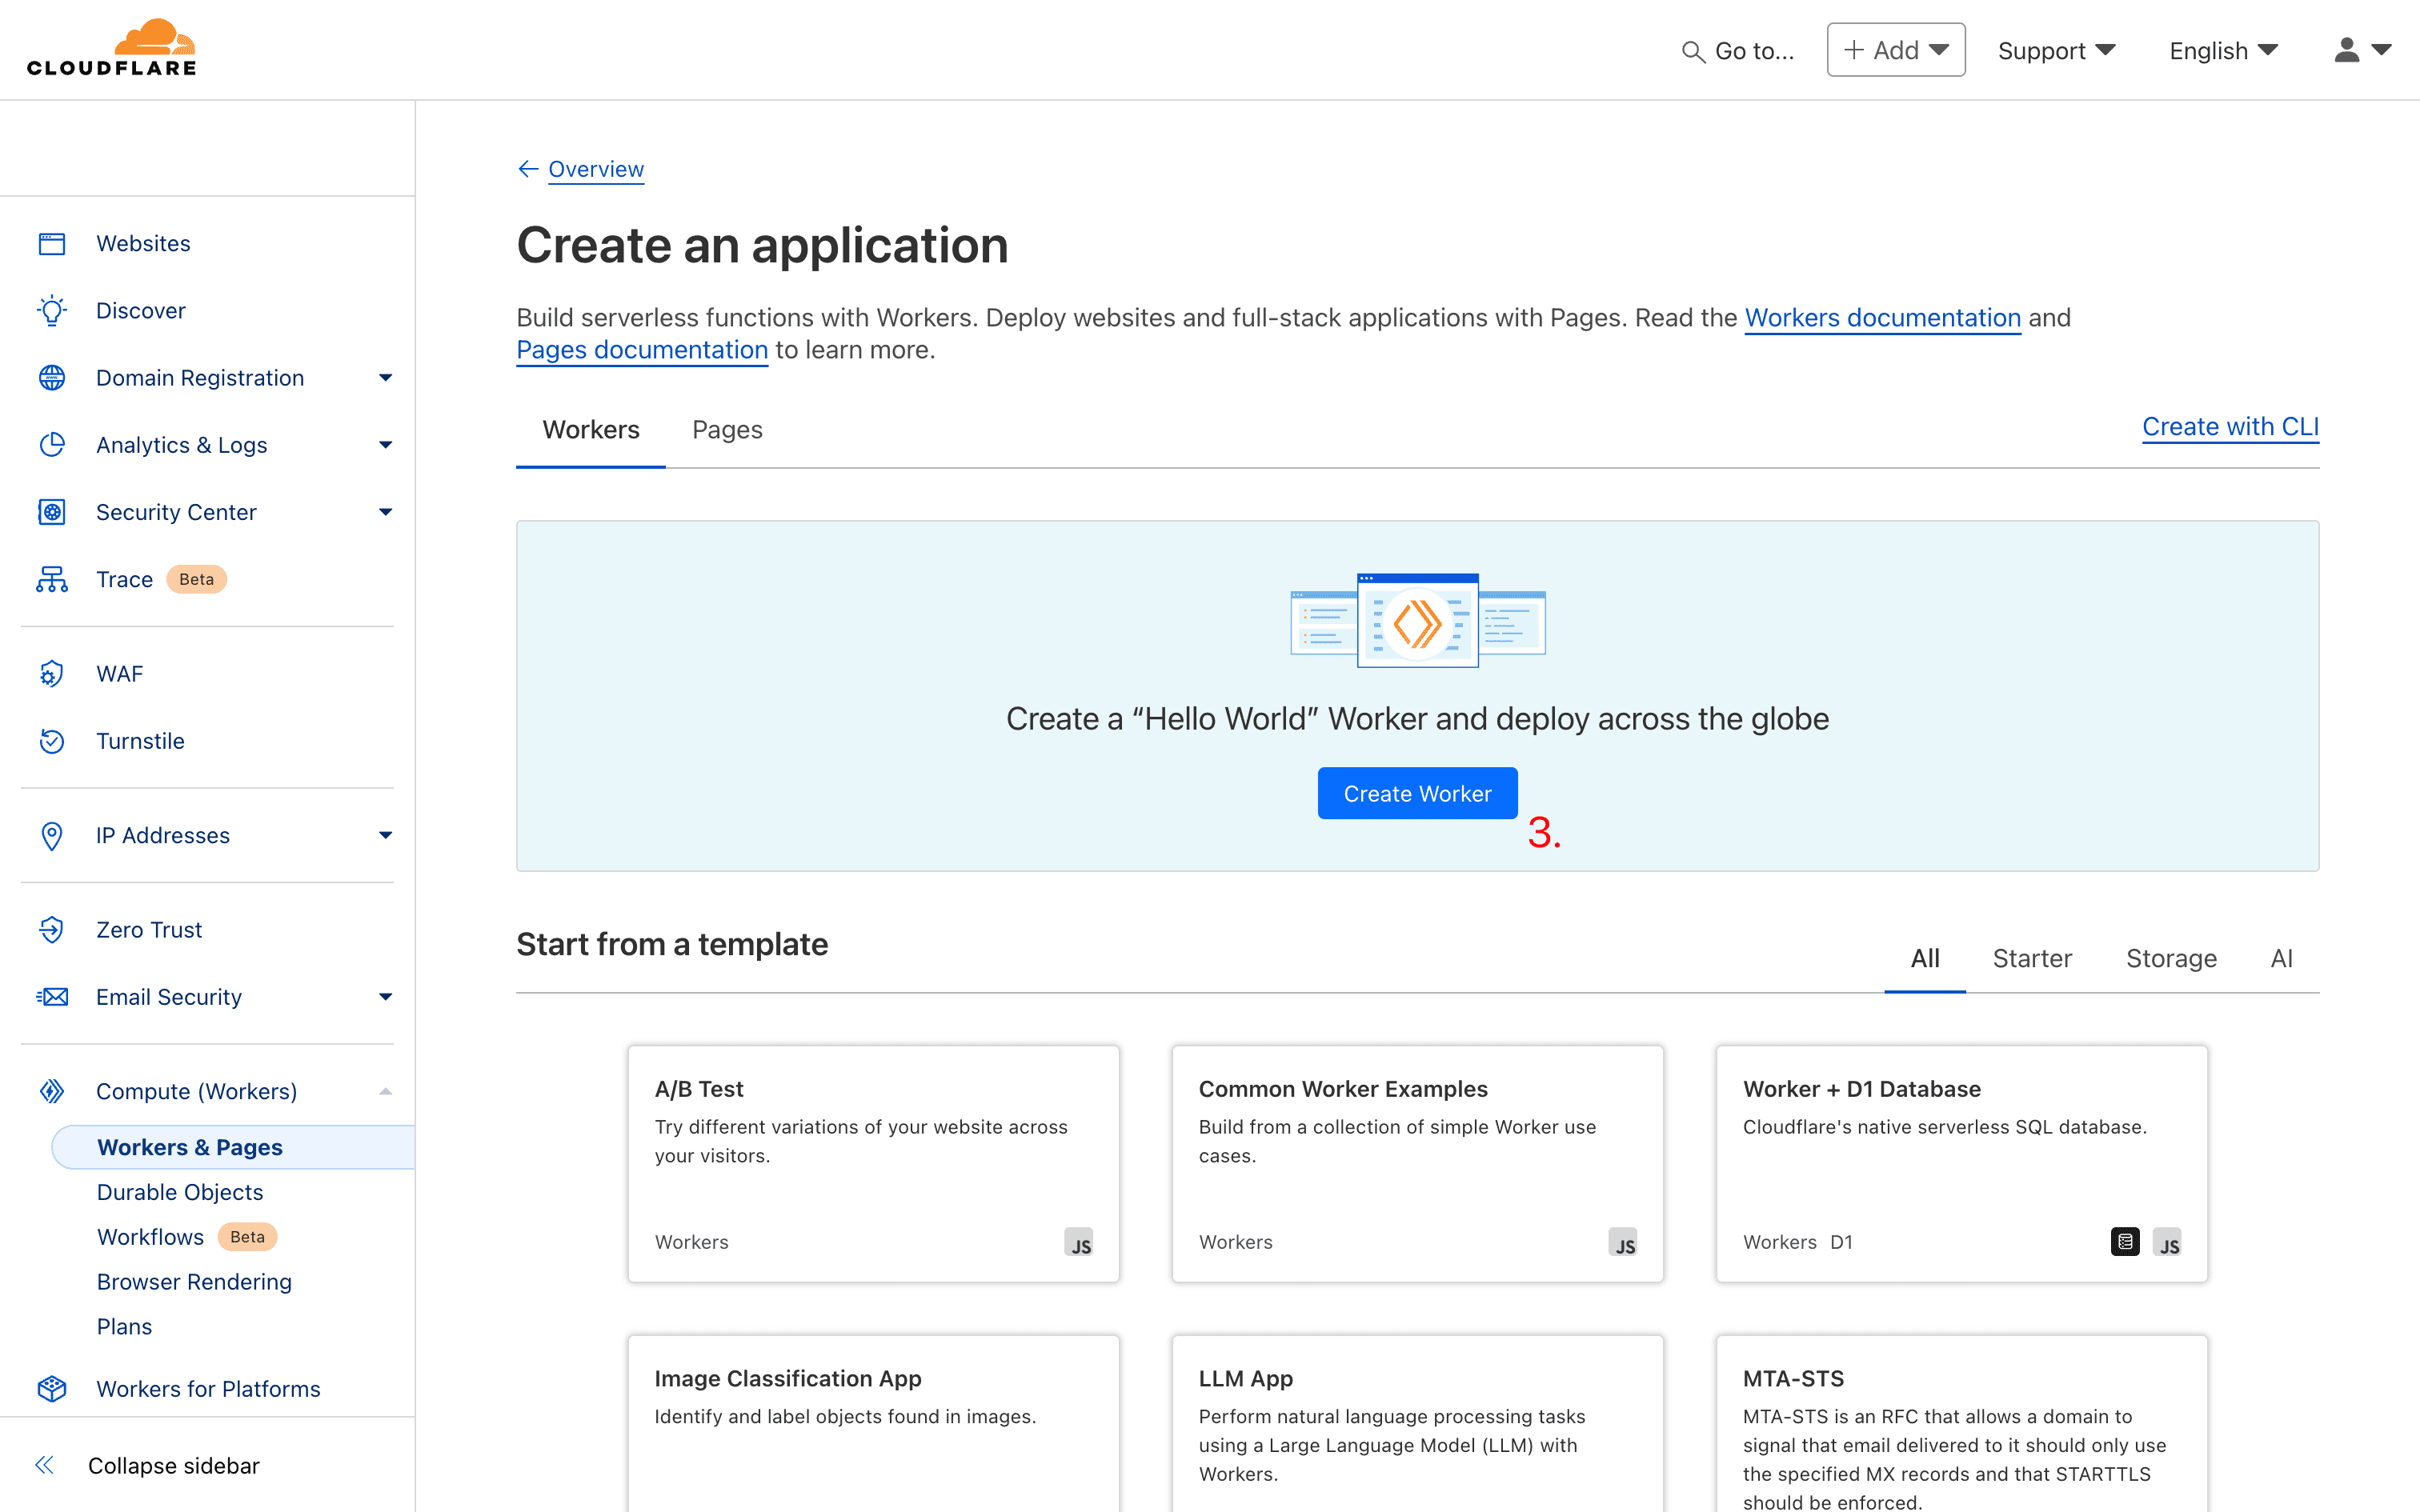 CLOUDFLARE
Go to...
Add
Support
English
Websites
Discover
Domain Registration
Analytics & Logs
Security Center
Trace Beta
WAF
Turnstile
IP Addresses
Zero Trust
Email Security
Compute (Workers)
Workers & Pages
Durable Objects
Workflows Beta
Browser Rendering
Plans
Workers for Platforms
Collapse sidebar
Overview
Create an application
Build serverless functions with Workers. Deploy websites and full-stack applications with Pages. Read the Workers documentation and
Pages documentation to learn more.
Workers Pages
Create with CLI
Create a “Hello World” Worker and deploy across the globe
Create Worker
3.
Start from a template
All Starter Storage AI
A/B Test
Try different variations of your website across
your visitors.
Workers
JS
Common Worker Examples
Build from a collection of simple Worker use
cases.
Workers
JS
Worker + D1 Database
Cloudflare's native serverless SQL database.
Workers D1
JS
Image Classification App
Identify and label objects found in images.
LLM App
Perform natural language processing tasks
using a Large Language Model (LLM) with
Workers.
MTA-STS
MTA-STS is an RFC that allows a domain to
signal that email delivered to it should only use
the specified MX records and that STARTTLS
should be enforced.